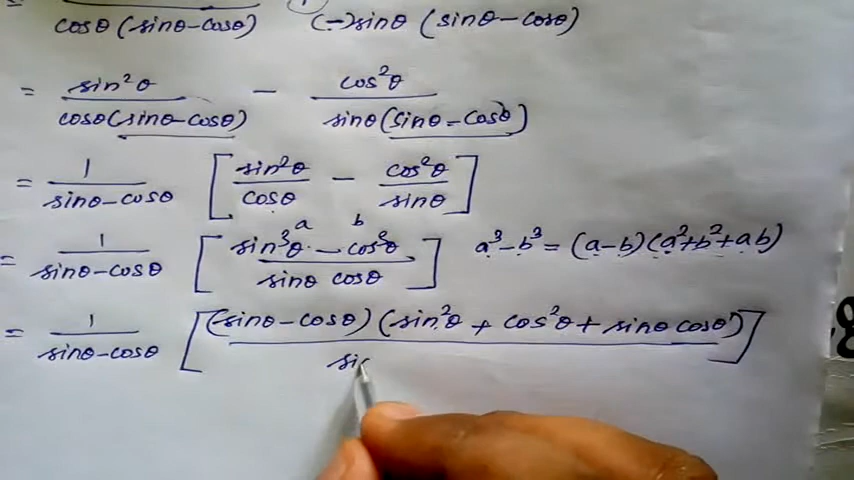 = cosθ (sinθ-cosθ) (-)sinθ (sinθ-cosθ)
= sin²θ / cosθ(sinθ-cosθ) - cos²θ / sinθ(sinθ-cosθ)
= 1 / sinθ-cosθ [ sin²θ / cosθ - cos²θ / sinθ ]
a b
= 1 / sinθ-cosθ [ sin³θ - cos³θ / sinθ cosθ ] a³-b³ = (a-b)(a²+b²+ab)
= 1 / sinθ-cosθ [ (sinθ-cosθ)(sin²θ + cos²θ + sinθ cosθ) / si ]